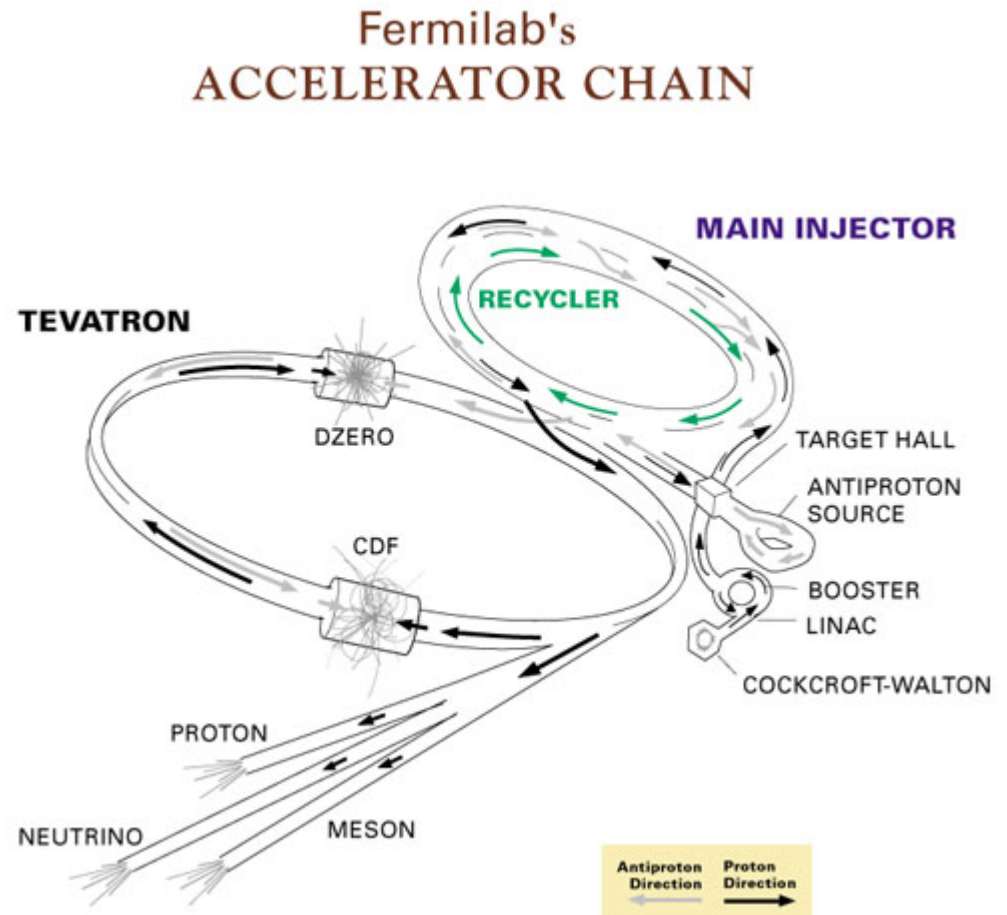 Fermilab's
ACCELERATOR CHAIN
MAIN INJECTOR
RECYCLER
TEVATRON
DZERO
TARGET HALL
ANTIPROTON
SOURCE
CDF
BOOSTER
LINAC
COCKCROFT-WALTON
PROTON
NEUTRINO
MESON
Antiproton
Direction
Proton
Direction